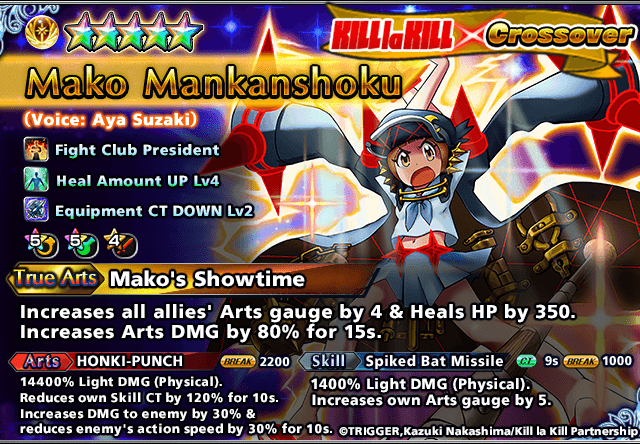 KILL la KILL × Crossover
Mako Mankanshoku
(Voice: Aya Suzaki)
Fight Club President
Heal Amount UP Lv4
Equipment CT DOWN Lv2
5 5 4
True Arts Mako's Showtime
Increases all allies' Arts gauge by 4 & Heals HP by 350.
Increases Arts DMG by 80% for 15s.
Arts HONKI-PUNCH BREAK 2200
14400% Light DMG (Physical).
Reduces own Skill CT by 120% for 10s.
Increases DMG to enemy by 30% &
reduces enemy's action speed by 30% for 10s.
Skill Spiked Bat Missile CT 9s BREAK 1000
1400% Light DMG (Physical).
Increases own Arts gauge by 5.
©TRIGGER,Kazuki Nakashima/Kill la Kill Partnership